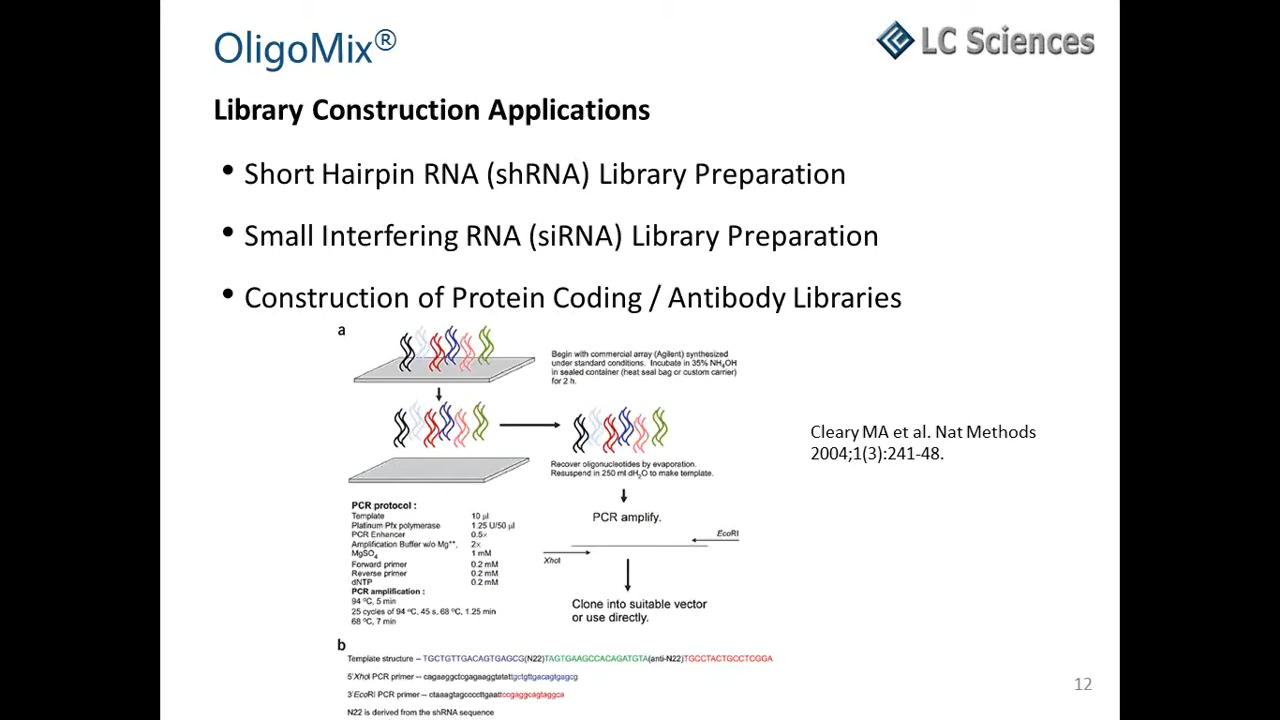 OligoMix®
LC Sciences
Library Construction Applications
• Short Hairpin RNA (shRNA) Library Preparation
• Small Interfering RNA (siRNA) Library Preparation
• Construction of Protein Coding / Antibody Libraries
a
Begin with commercial array (Agilent) synthesized
under standard conditions. Incubate in 35% NH₄OH
in sealed container (heat seal bag or custom carrier)
for 2 h.
Recover oligonucleotides by evaporation.
Resuspend in 250 ml dH₂O to make template.
Cleary MA et al. Nat Methods
2004;1(3):241-48.
PCR protocol :
Template 10 µl
Platinum Pfx polymerase 1.25 U/50 µl
PCR Enhancer 0.5×
Amplification Buffer w/o Mg**, 2×
MgSO₄ 1 mM
Forward primer 0.2 mM
Reverse primer 0.2 mM
dNTP 0.2 mM
PCR amplification :
94 ºC, 5 min
25 cycles of 94 ºC, 45 s, 68 ºC, 1.25 min
68 ºC, 7 min
PCR amplify.
EcoRI
XhoI
Clone into suitable vector
or use directly.
b
Template structure – TGCTGTTGACAGTGAGCG(N22)TAGTGAAGCCACAGATGTA(anti-N22)TGCCTACTGCCTCGGA
5'XhoI PCR primer – cagaaggctcgagaaggtatattgctgttgacagtgagcg
3'EcoRI PCR primer – ctaaagtagccccttgaattccgaggcagtaggca
N22 is derived from the shRNA sequence
12